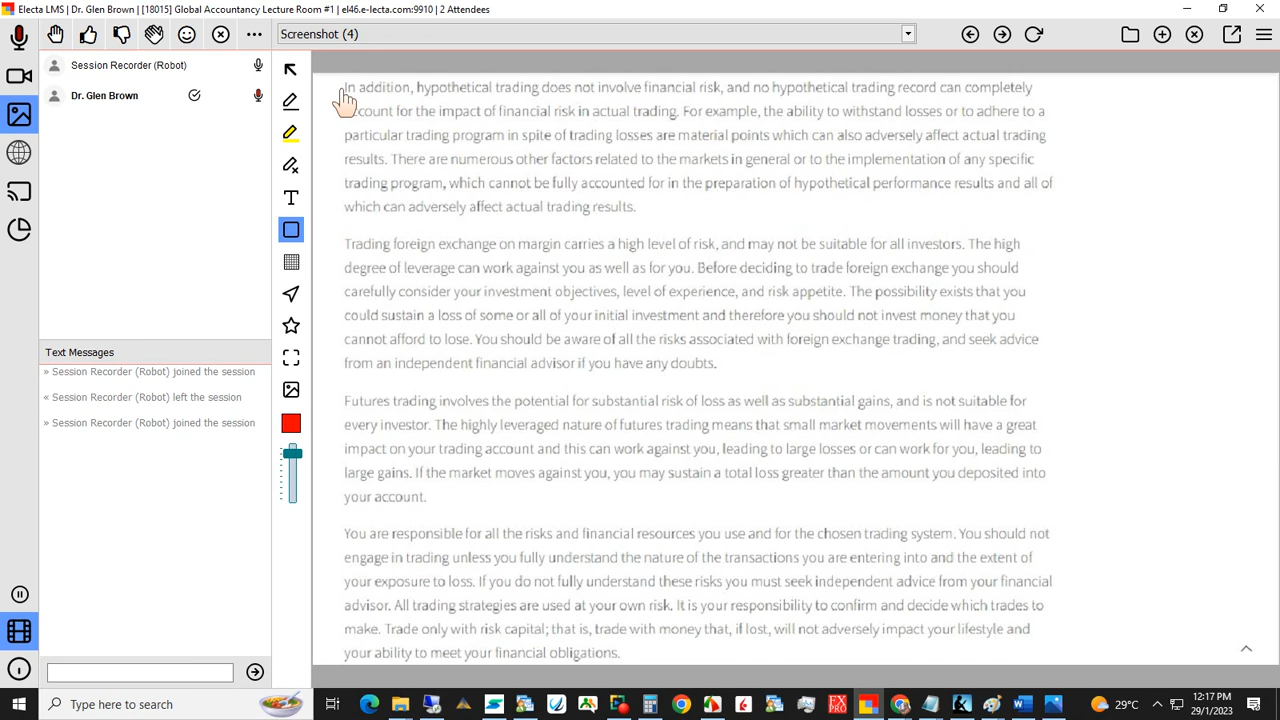 Electa LMS | Dr. Glen Brown | [18015] Global Accountancy Lecture Room #1 | el46.e-lecta.com:9910 | 2 Attendees
Screenshot (4)
Session Recorder (Robot)
Dr. Glen Brown
Text Messages
» Session Recorder (Robot) joined the session
« Session Recorder (Robot) left the session
» Session Recorder (Robot) joined the session
T
In addition, hypothetical trading does not involve financial risk, and no hypothetical trading record can completely
account for the impact of financial risk in actual trading. For example, the ability to withstand losses or to adhere to a
particular trading program in spite of trading losses are material points which can also adversely affect actual trading
results. There are numerous other factors related to the markets in general or to the implementation of any specific
trading program, which cannot be fully accounted for in the preparation of hypothetical performance results and all of
which can adversely affect actual trading results.
Trading foreign exchange on margin carries a high level of risk, and may not be suitable for all investors. The high
degree of leverage can work against you as well as for you. Before deciding to trade foreign exchange you should
carefully consider your investment objectives, level of experience, and risk appetite. The possibility exists that you
could sustain a loss of some or all of your initial investment and therefore you should not invest money that you
cannot afford to lose. You should be aware of all the risks associated with foreign exchange trading, and seek advice
from an independent financial advisor if you have any doubts.
Futures trading involves the potential for substantial risk of loss as well as substantial gains, and is not suitable for
every investor. The highly leveraged nature of futures trading means that small market movements will have a great
impact on your trading account and this can work against you, leading to large losses or can work for you, leading to
large gains. If the market moves against you, you may sustain a total loss greater than the amount you deposited into
your account.
You are responsible for all the risks and financial resources you use and for the chosen trading system. You should not
engage in trading unless you fully understand the nature of the transactions you are entering into and the extent of
your exposure to loss. If you do not fully understand these risks you must seek independent advice from your financial
advisor. All trading strategies are used at your own risk. It is your responsibility to confirm and decide which trades to
make. Trade only with risk capital; that is, trade with money that, if lost, will not adversely impact your lifestyle and
your ability to meet your financial obligations.
Type here to search
FX
PRO
29°C
12:17 PM
29/1/2023